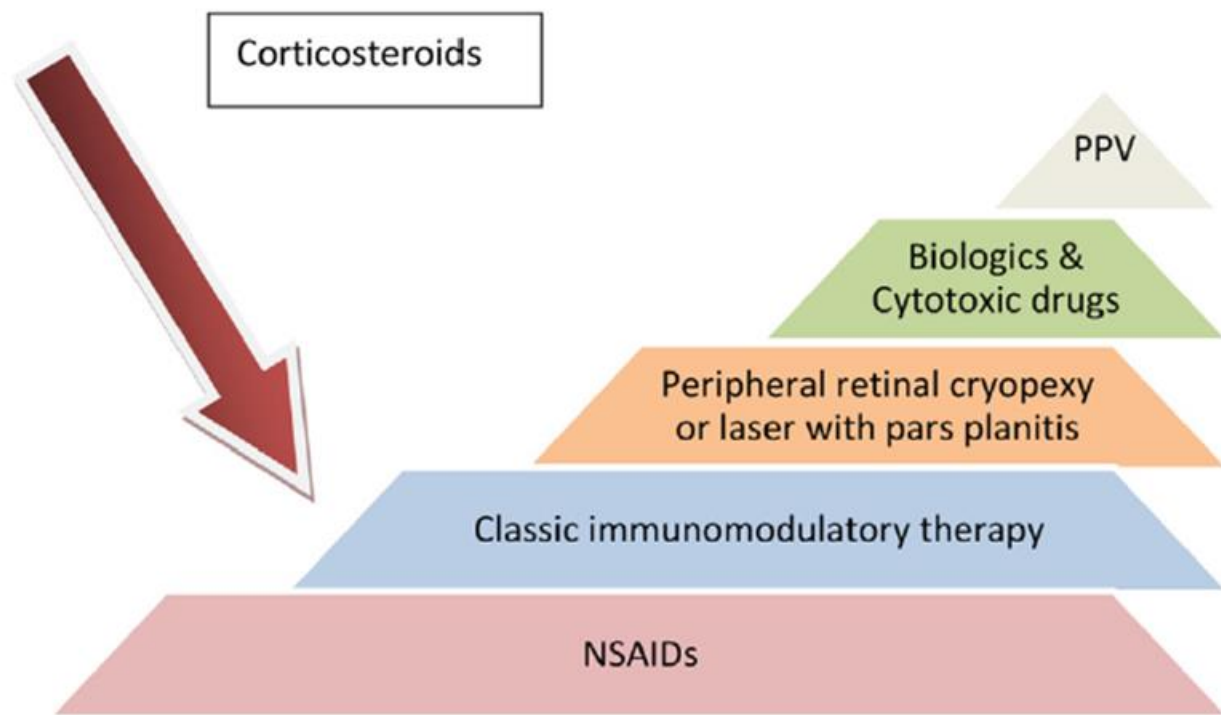 Corticosteroids
PPV
Biologics &
Cytotoxic drugs
Peripheral retinal cryopexy
or laser with pars planitis
Classic immunomodulatory therapy
NSAIDs